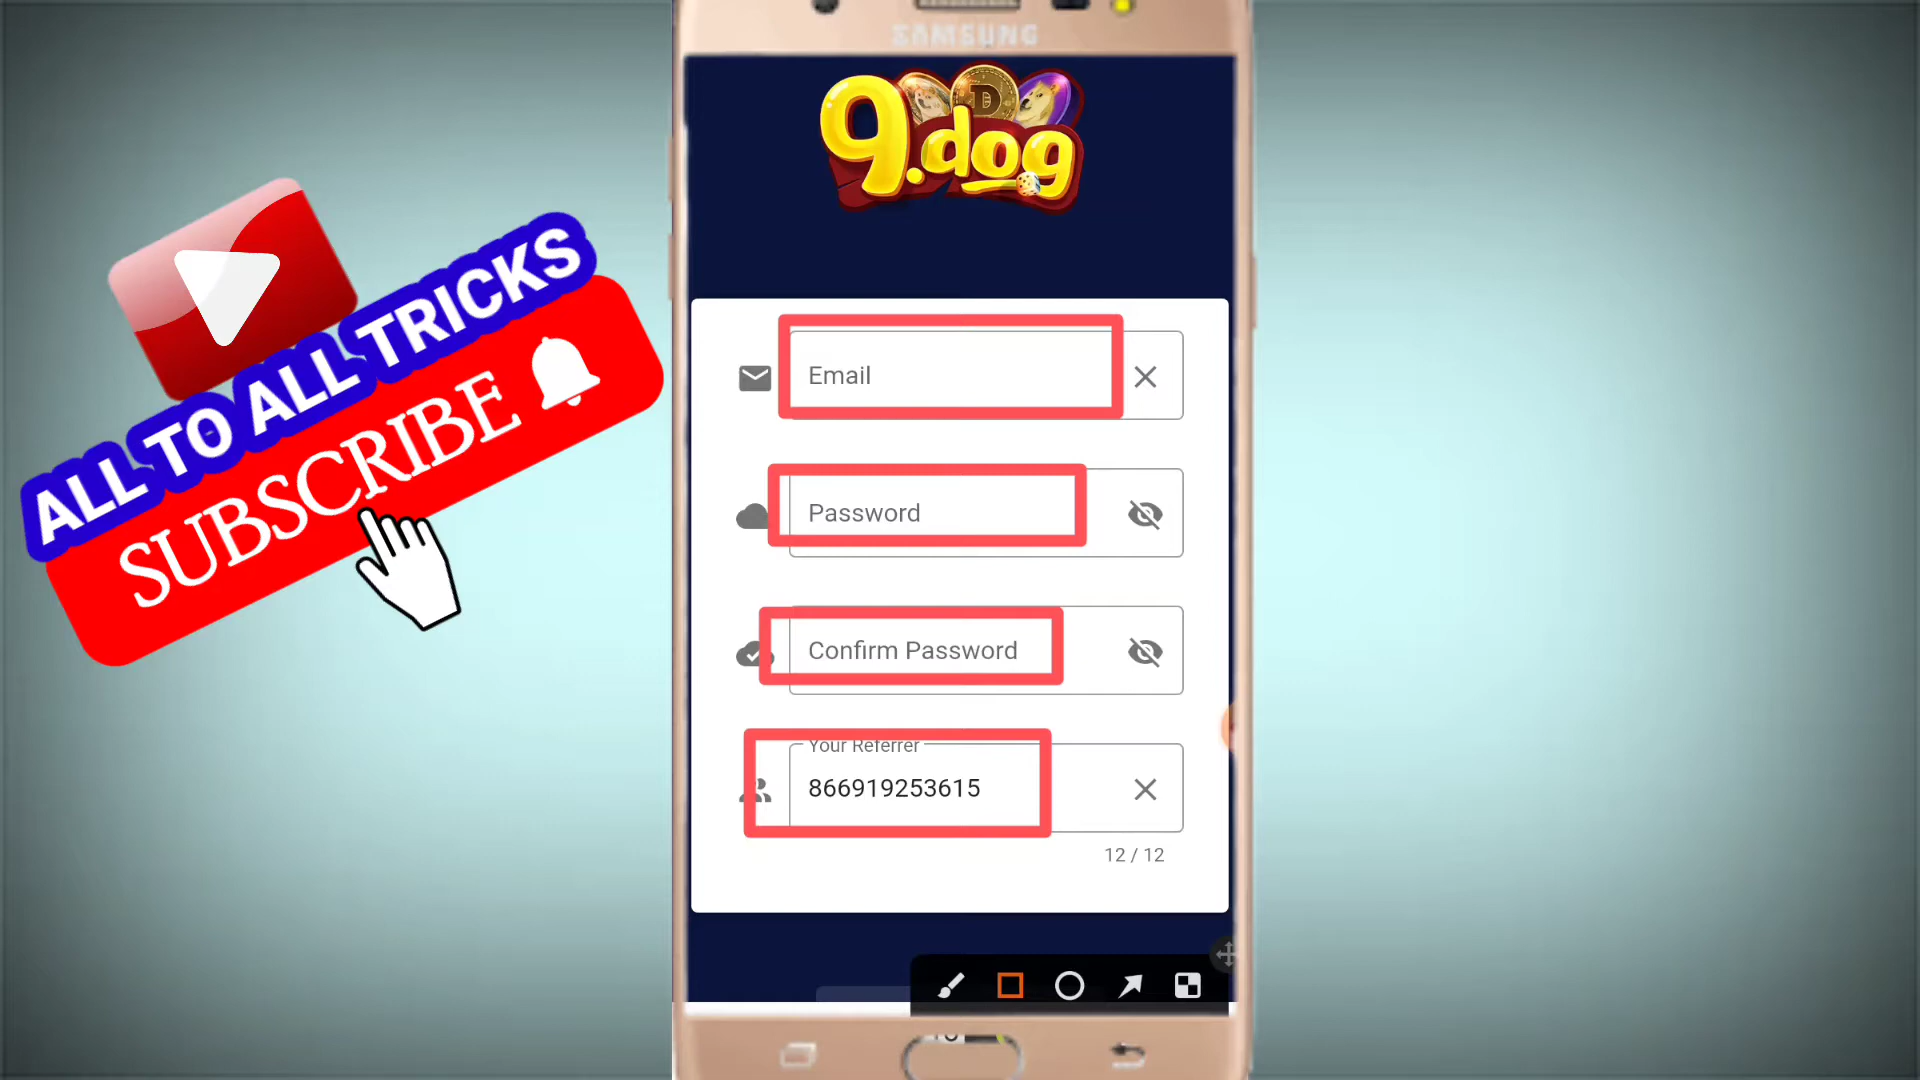 SAMSUNG
9.dog
D
ALL TO ALL TRICKS
SUBSCRIBE
Email
Password
Confirm Password
Your Referrer
866919253615
12 / 12